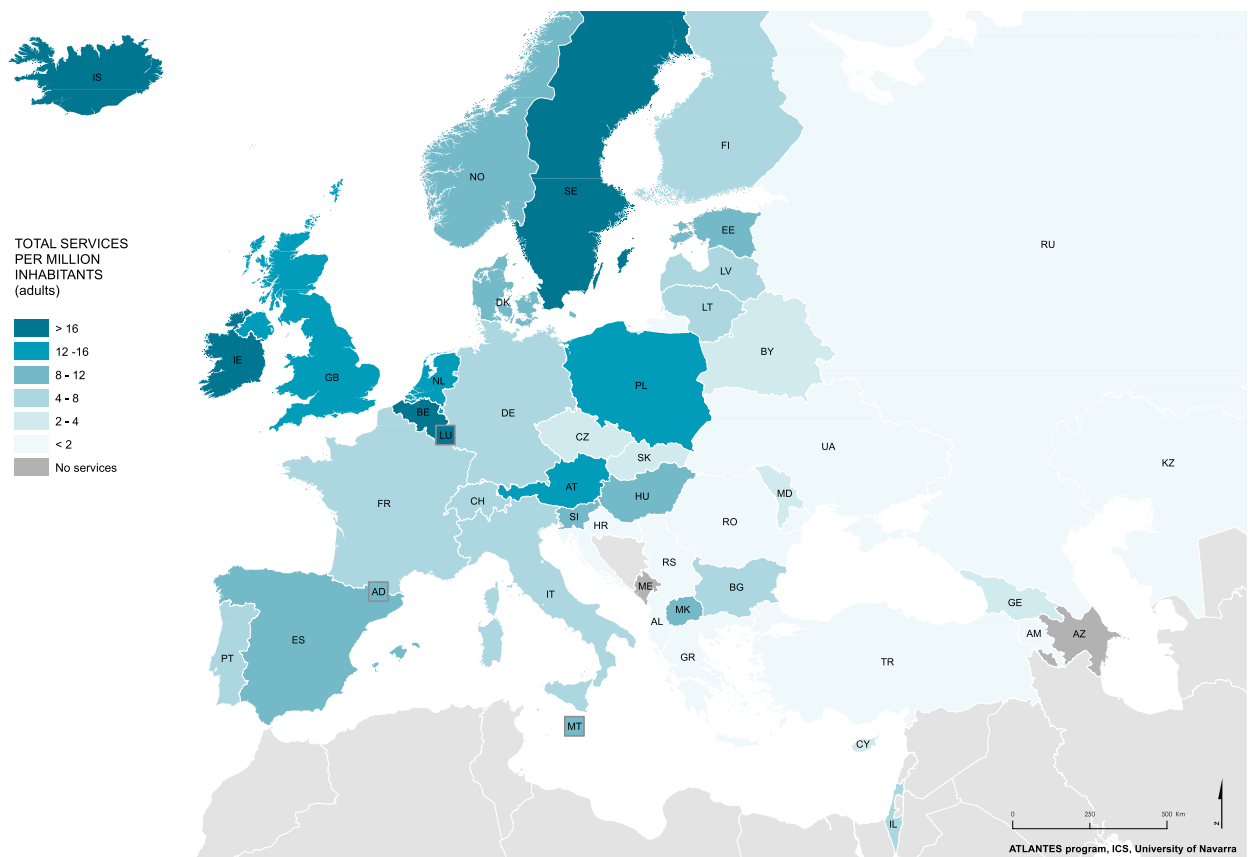 IS
NO
SE
FI
TOTAL SERVICES
PER MILLION
INHABITANTS
(adults)
> 16
12 -16
8 - 12
4 - 8
2 - 4
< 2
No services
EE
RU
LV
DK
LT
BY
IE
GB
NL
PL
BE
DE
LU
CZ
UA
SK
KZ
AT
MD
HU
CH
FR
SI
RO
HR
RS
ME
BG
AD
IT
MK
GE
AL
AM
AZ
ES
PT
GR
TR
MT
CY
IL
0 250 500 Km
N
ATLANTES program, ICS, University of Navarra